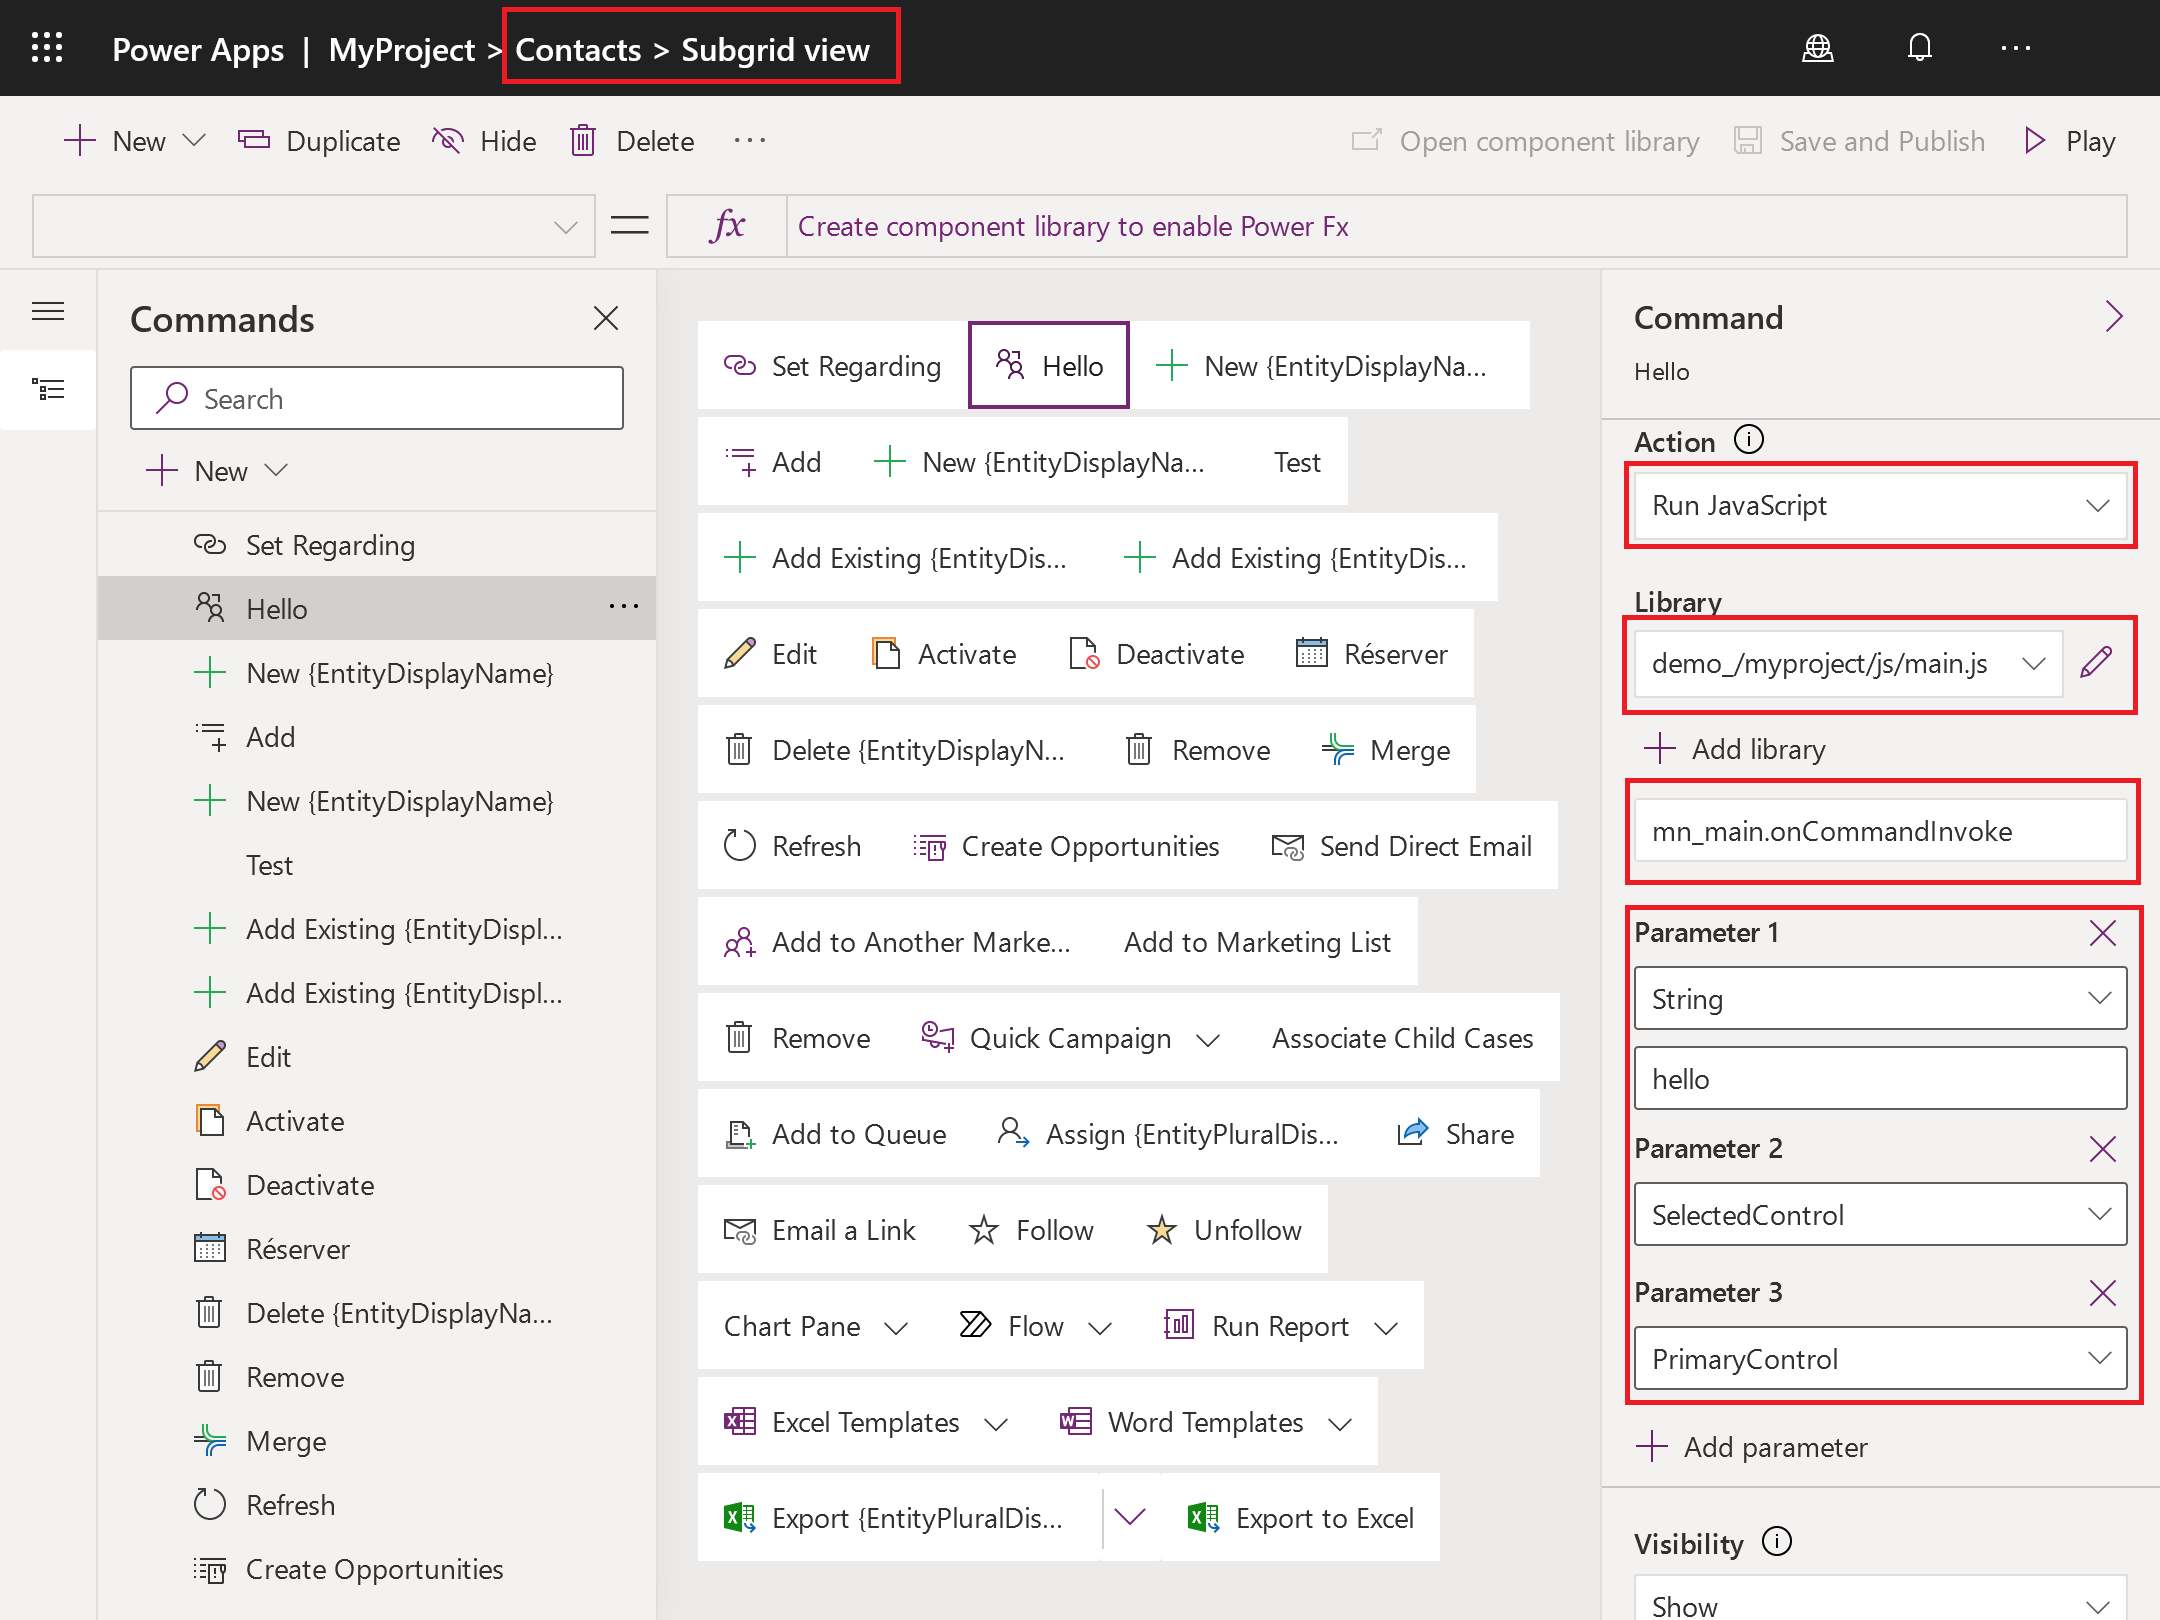 Power Apps | MyProject > Contacts > Subgrid view
New Duplicate Hide Delete ... Open component library Save and Publish Play
= fx Create component library to enable Power Fx
Commands
Search
New
Set Regarding
Hello ...
New {EntityDisplayName}
Add
New {EntityDisplayName}
Test
Add Existing {EntityDispl...
Add Existing {EntityDispl...
Edit
Activate
Deactivate
Réserver
Delete {EntityDisplayNa...
Remove
Merge
Refresh
Create Opportunities
Set Regarding Hello New {EntityDisplayNa...
Add New {EntityDisplayNa... Test
Add Existing {EntityDis... Add Existing {EntityDis...
Edit Activate Deactivate Réserver
Delete {EntityDisplayN... Remove Merge
Refresh Create Opportunities Send Direct Email
Add to Another Marke... Add to Marketing List
Remove Quick Campaign Associate Child Cases
Add to Queue Assign {EntityPluralDis... Share
Email a Link Follow Unfollow
Chart Pane Flow Run Report
Excel Templates Word Templates
Export {EntityPluralDis... Export to Excel
Command
Hello
Action
Run JavaScript
Library
demo_/myproject/js/main.js
Add library
mn_main.onCommandInvoke
Parameter 1
String
hello
Parameter 2
SelectedControl
Parameter 3
PrimaryControl
Add parameter
Visibility
Show